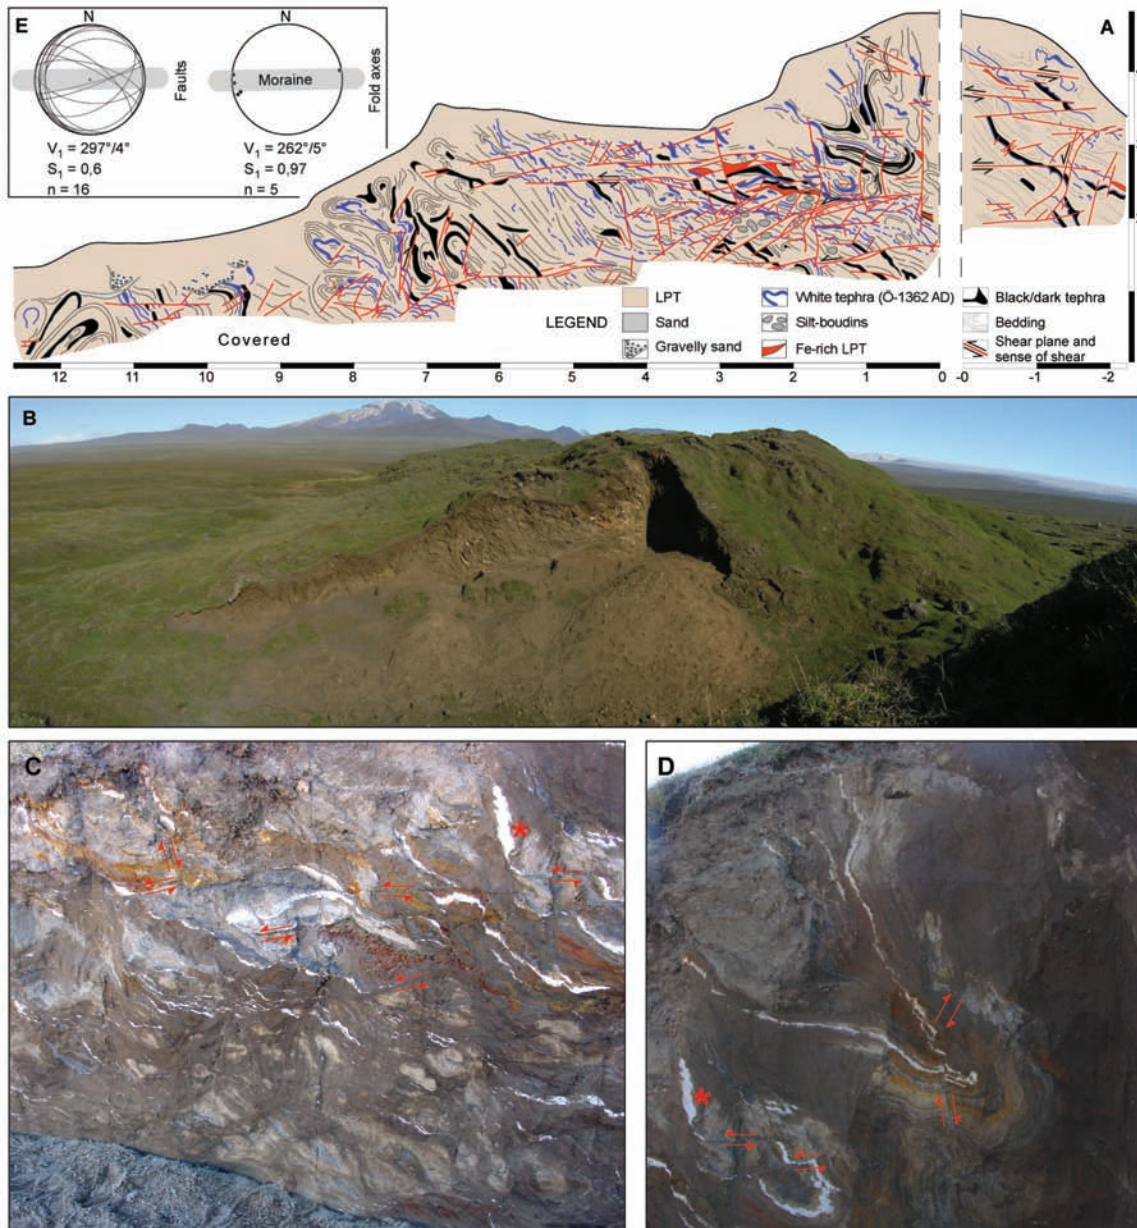 E
N
N
A
Moraine
Faults
Fold axes
V1 = 297°/4°
S1 = 0,6
n = 16
V1 = 262°/5°
S1 = 0,97
n = 5
LEGEND
LPT
Sand
Gravelly sand
White tephra (Ö-1362 AD)
Silt-boudins
Fe-rich LPT
Black/dark tephra
Bedding
Shear plane and
sense of shear
Covered
12 11 10 9 8 7 6 5 4 3 2 1 0 -0 -1 -2
B
C
*
D
*